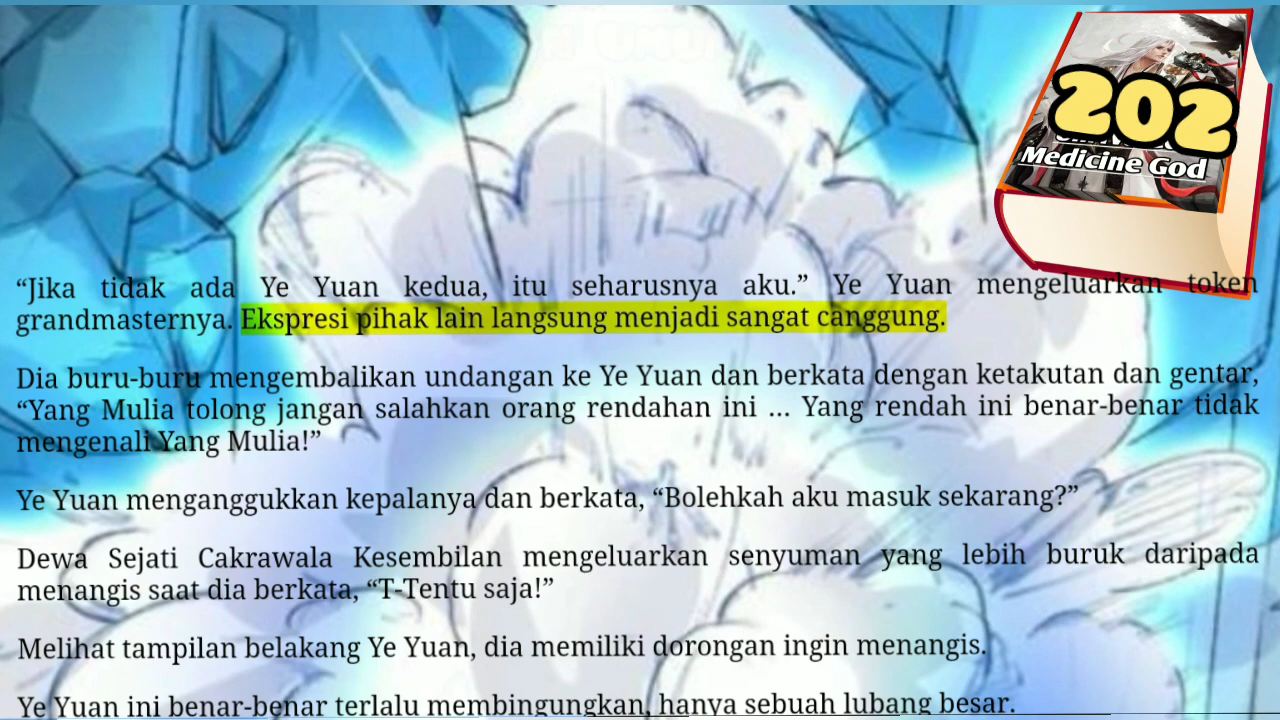 202
Medicine God
“Jika tidak ada Ye Yuan kedua, itu seharusnya aku.” Ye Yuan mengeluarkan token
grandmasternya. Ekspresi pihak lain langsung menjadi sangat canggung.
Dia buru-buru mengembalikan undangan ke Ye Yuan dan berkata dengan ketakutan dan gentar,
“Yang Mulia tolong jangan salahkan orang rendahan ini ... Yang rendah ini benar-benar tidak
mengenali Yang Mulia!”
Ye Yuan menganggukkan kepalanya dan berkata, “Bolehkah aku masuk sekarang?”
Dewa Sejati Cakrawala Kesembilan mengeluarkan senyuman yang lebih buruk daripada
menangis saat dia berkata, “T-Tentu saja!”
Melihat tampilan belakang Ye Yuan, dia memiliki dorongan ingin menangis.
Ye Yuan ini benar-benar terlalu membingungkan, hanya sebuah lubang besar.